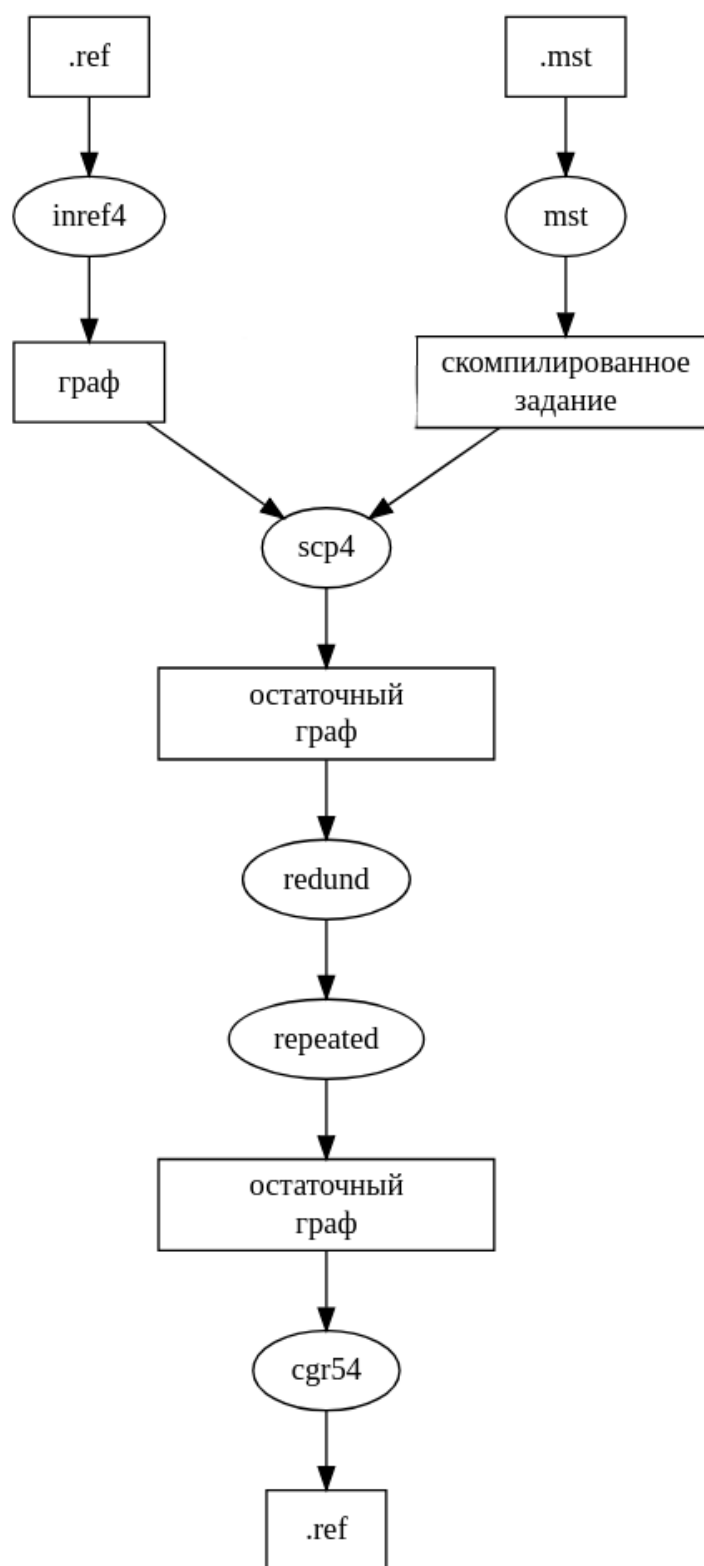 .ref
.mst
inref4
mst
граф
скомпилированное
задание
scp4
остаточный
граф
redund
repeated
остаточный
граф
cgr54
.ref